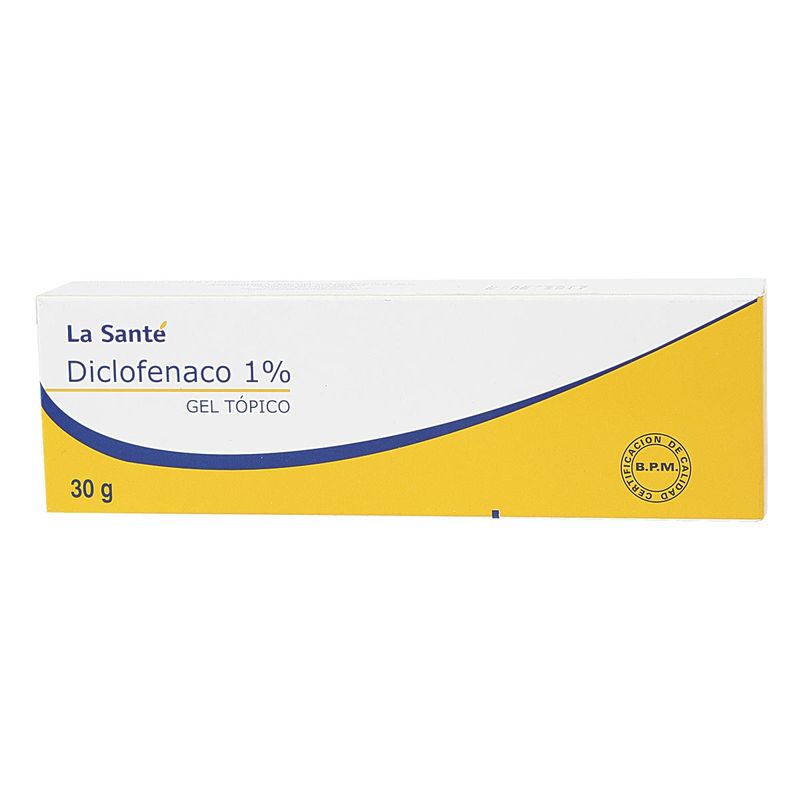 La Santé
Diclofenaco 1%
GEL TÓPICO
30 g
CERTIFICACION DE CALIDAD
B.P.M.